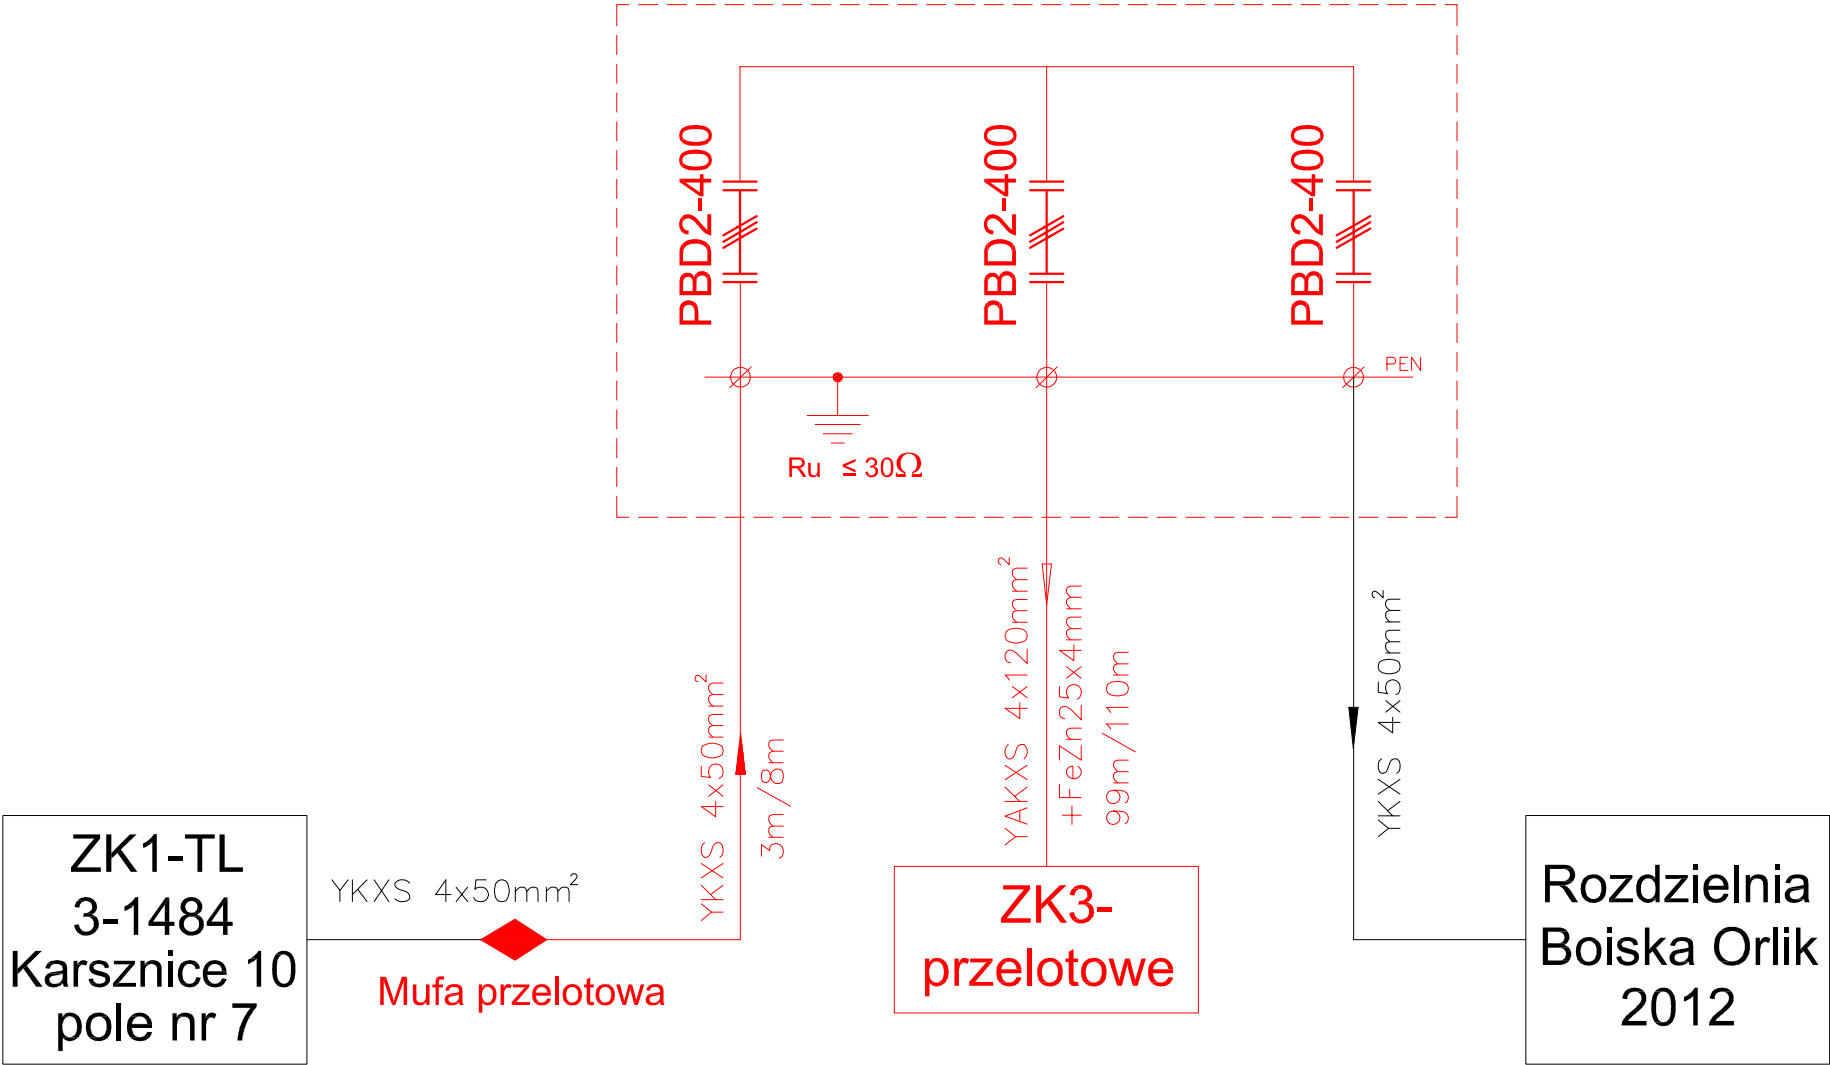 PBD2-400
PBD2-400
PBD2-400
PEN
Ru ≤ 30Ω
YKXS 4x50mm²
3m/8m
YAKXS 4x120mm²
+FeZn25x4mm
99m/110m
YKXS 4x50mm²
ZK1-TL
3-1484
Karsznice 10
pole nr 7
YKXS 4x50mm²
Mufa przelotowa
ZK3-
przelotowe
Rozdzielnia
Boiska Orlik
2012